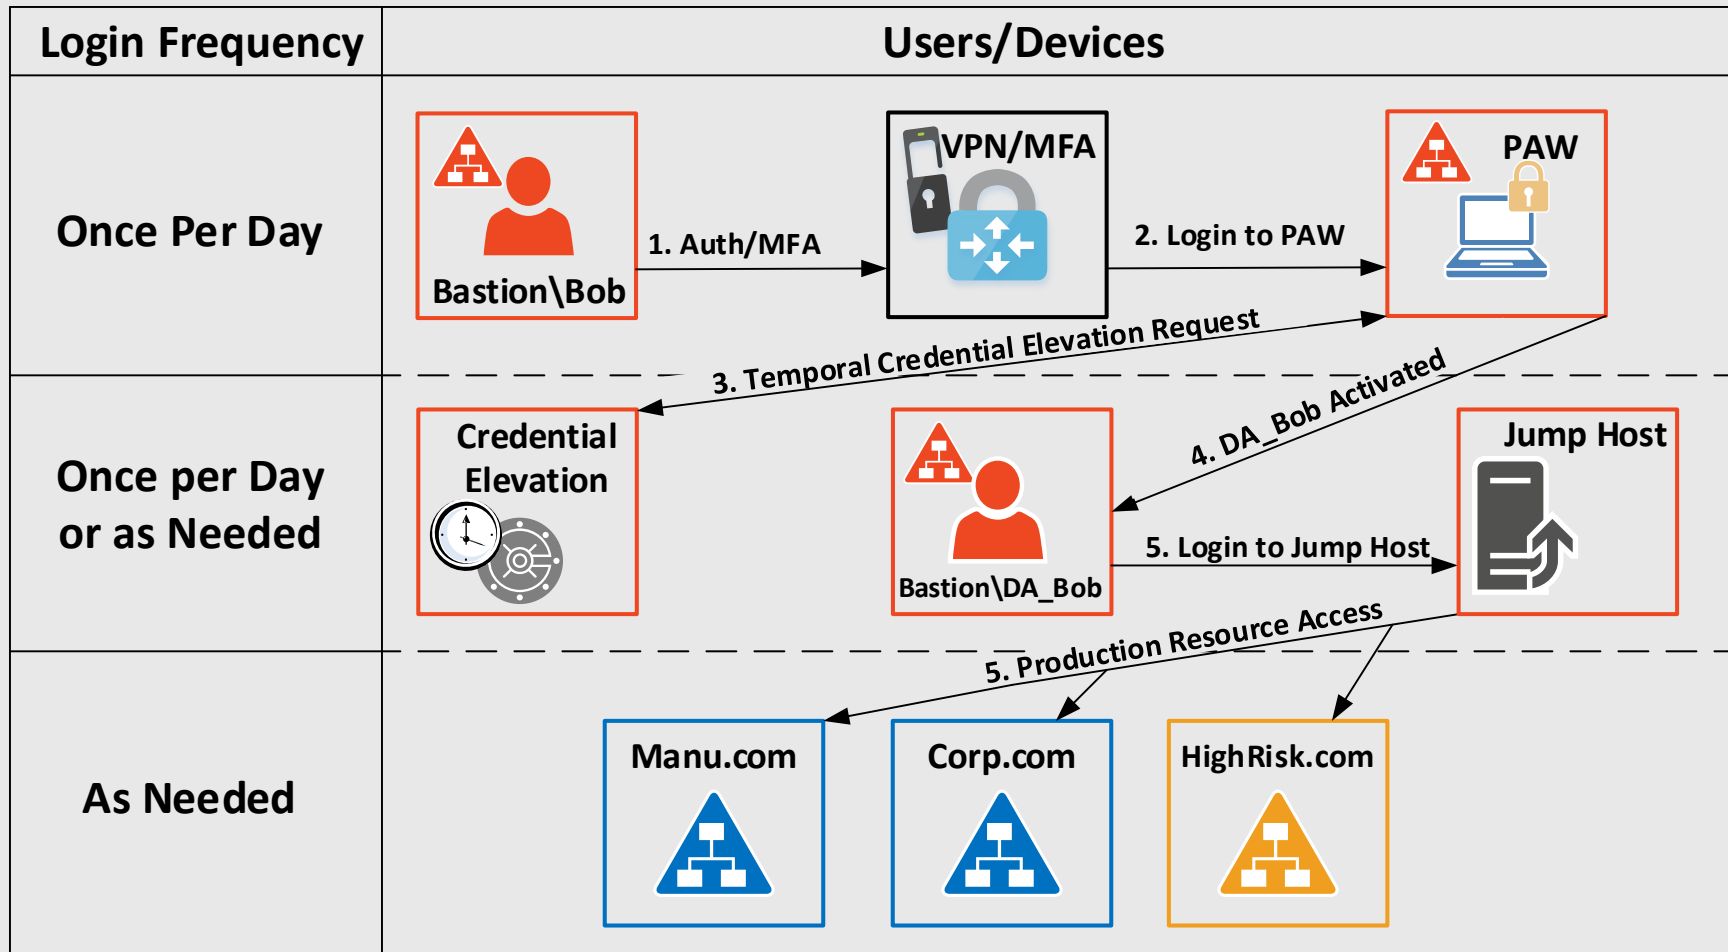 Login Frequency
Users/Devices
Once Per Day
Bastion\Bob
1. Auth/MFA
VPN/MFA
2. Login to PAW
PAW
3. Temporal Credential Elevation Request
4. DA_Bob Activated
Once per Day
or as Needed
Credential
Elevation
Bastion\DA_Bob
5. Login to Jump Host
Jump Host
5. Production Resource Access
As Needed
Manu.com
Corp.com
HighRisk.com